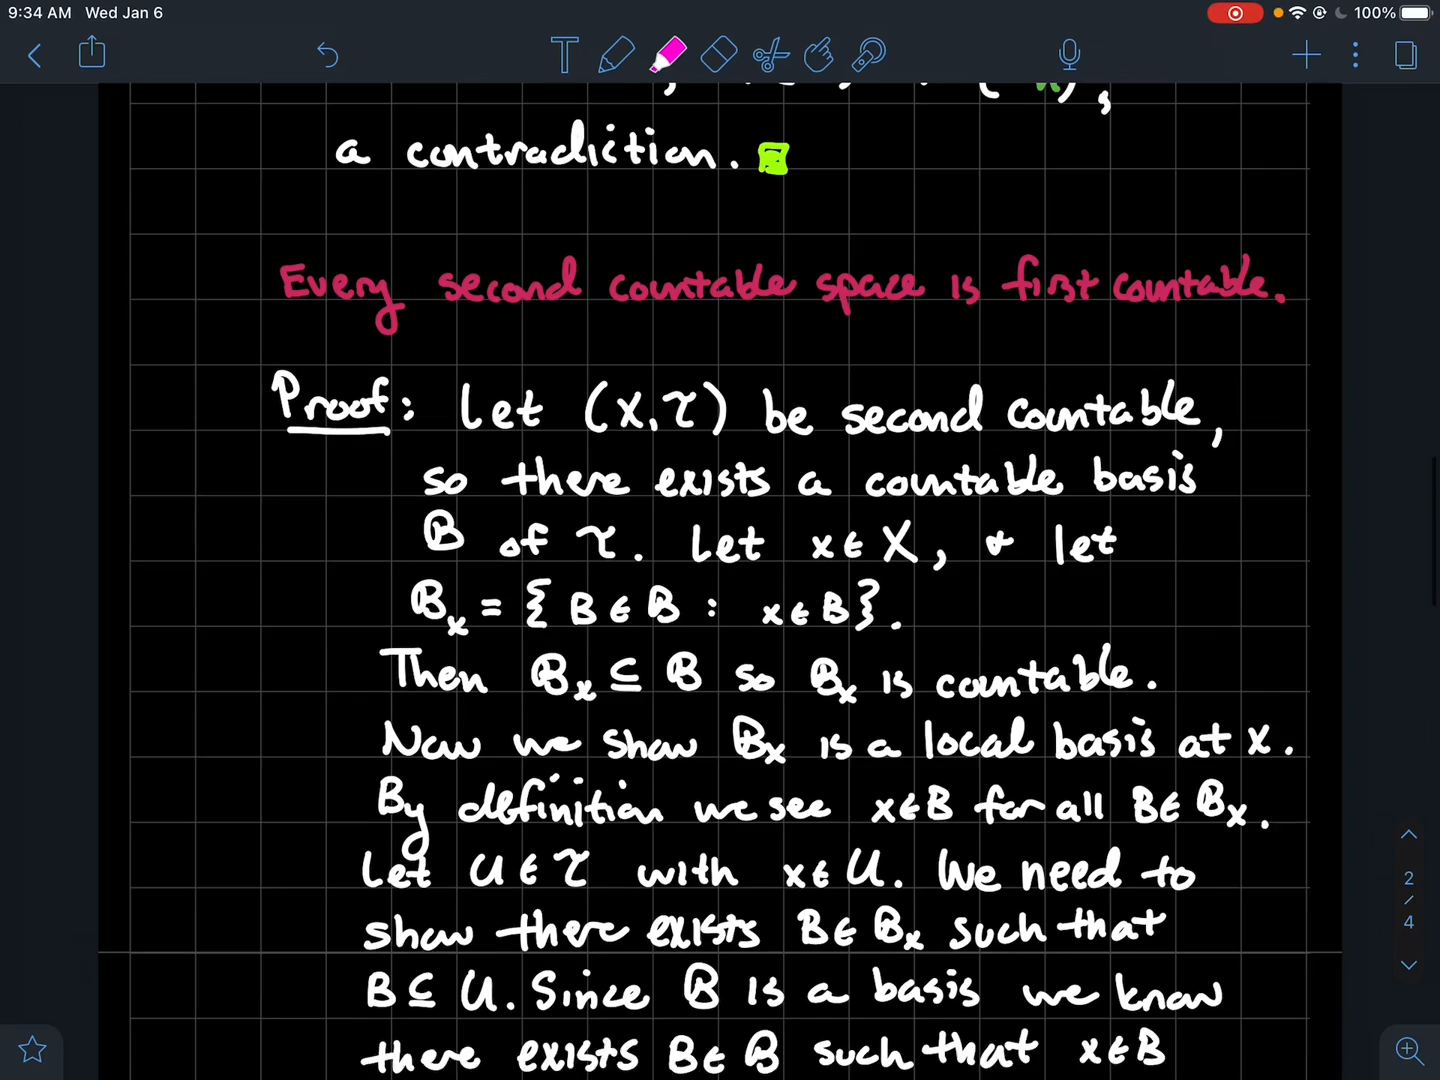 9:34 AM Wed Jan 6
100%
a contradiction.
Every second countable space is first countable.
Proof: Let (X,τ) be second countable,
so there exists a countable basis
𝔹 of τ. Let x∈X, & let
𝔹ₓ = { B ∈ 𝔹 : x∈B}.
Then 𝔹ₓ ⊆ 𝔹 so 𝔹ₓ is countable.
Now we show 𝔹ₓ is a local basis at x.
By definition we see x∈B for all B∈ 𝔹ₓ.
Let U∈τ with x∈U. We need to
show there exists B∈ 𝔹ₓ such that
B⊆ U. Since 𝔹 is a basis we know
there exists B∈𝔹 such that x∈B
2
/
4